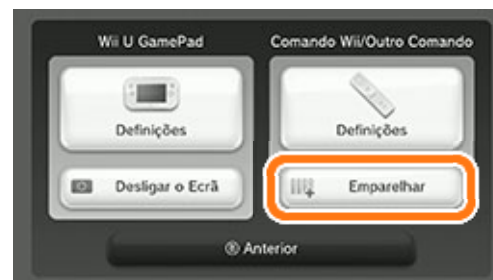 Wii U GamePad
Comando Wii/Outro Comando
Definições
Definições
Desligar o Ecrã
Emparelhar
Ⓑ Anterior